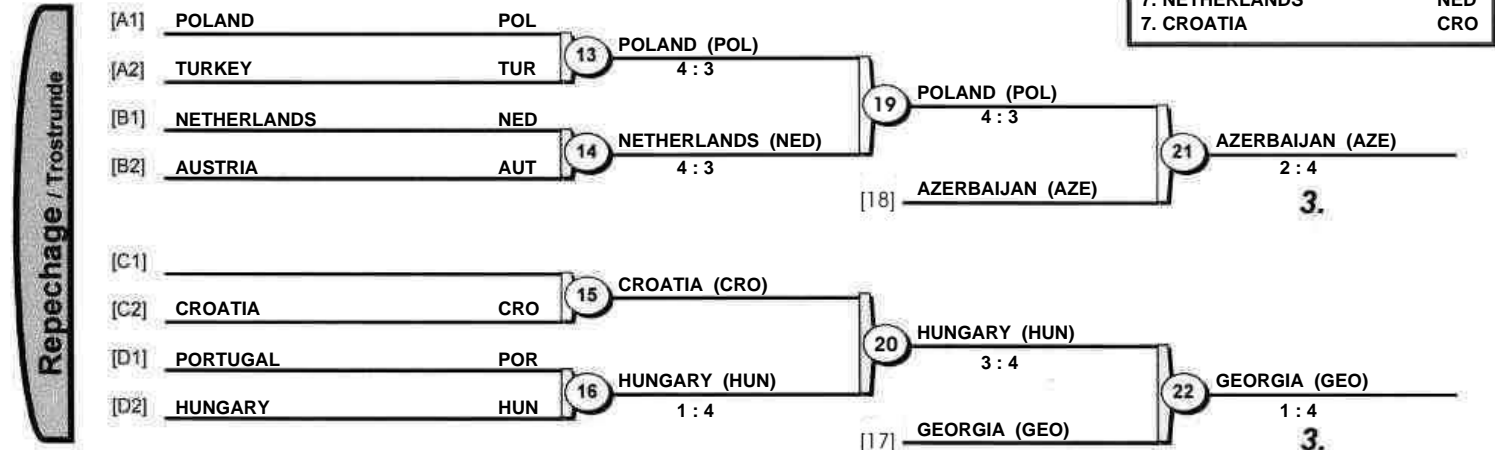 7. NETHERLANDS NED
7. CROATIA CRO
Repechage / Trostrunde
[A1] POLAND POL
13 POLAND (POL)
4 : 3
[A2] TURKEY TUR
19 POLAND (POL)
4 : 3
[B1] NETHERLANDS NED
14 NETHERLANDS (NED)
4 : 3
21 AZERBAIJAN (AZE)
2 : 4
[B2] AUSTRIA AUT
[18] AZERBAIJAN (AZE)
3.
[C1]
15 CROATIA (CRO)
[C2] CROATIA CRO
20 HUNGARY (HUN)
3 : 4
[D1] PORTUGAL POR
16 HUNGARY (HUN)
1 : 4
22 GEORGIA (GEO)
1 : 4
[D2] HUNGARY HUN
[17] GEORGIA (GEO)
3.